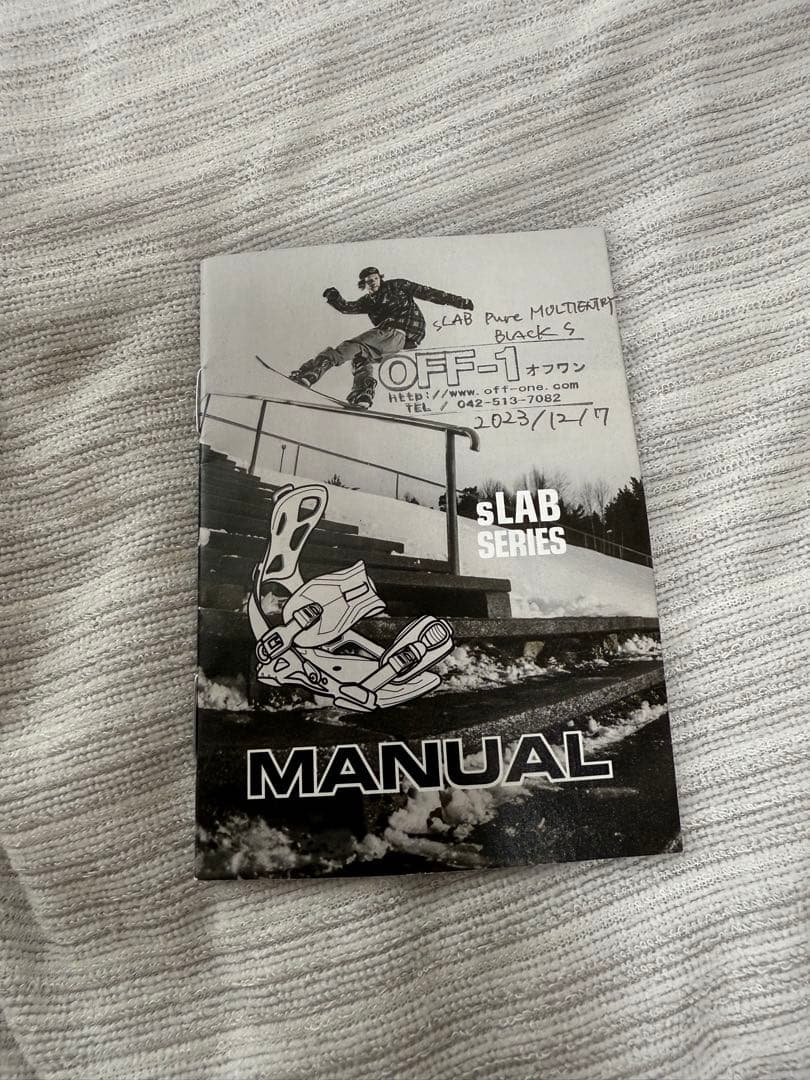 sLAB Pure MULTIENTRY
BLACK S
OFF-1 オフワン
http://www.off-one.com
TEL / 042-513-7082
2023/12/7
sLAB
SERIES
MANUAL